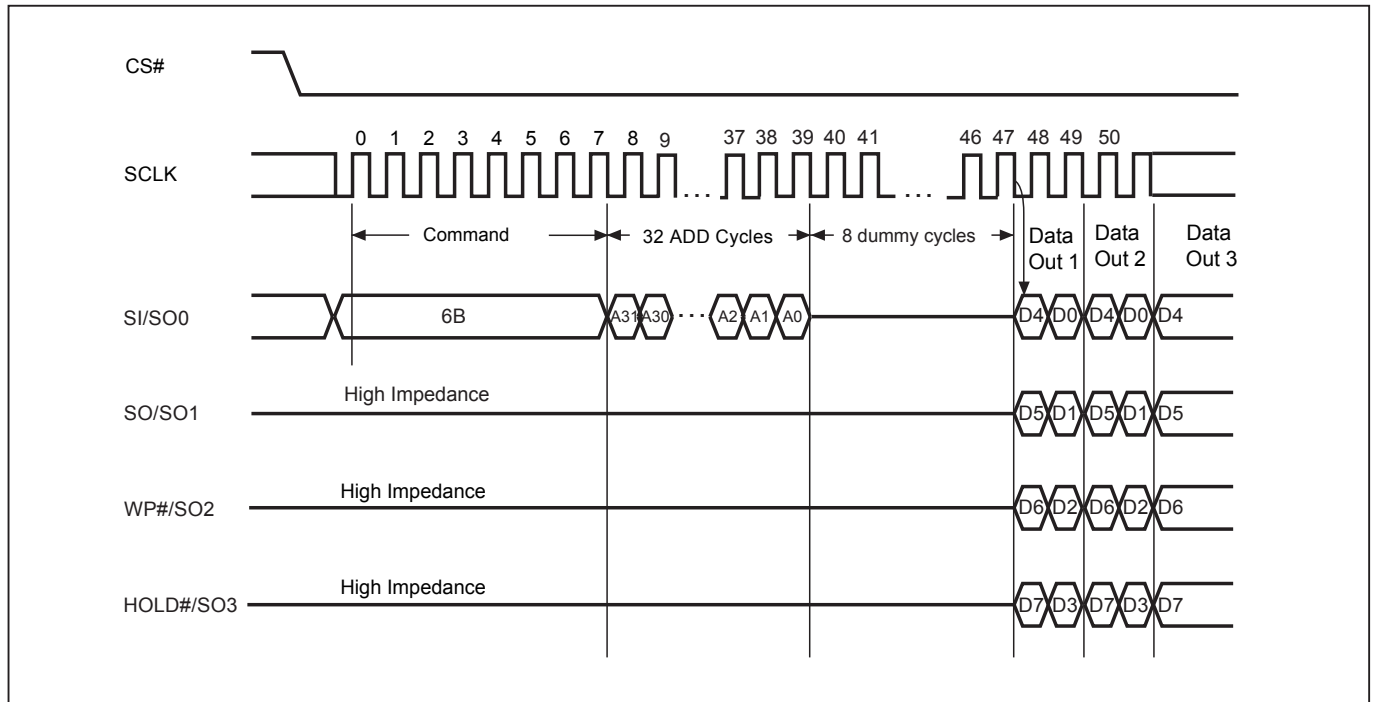 CS#
0 1 2 3 4 5 6 7 8 9 37 38 39 40 41 46 47 48 49 50
SCLK
. . . . . .
Command 32 ADD Cycles 8 dummy cycles Data Out 1 Data Out 2 Data Out 3
SI/SO0 6B A31 A30 · · · A2 A1 A0 D4 D0 D4 D0 D4
High Impedance
SO/SO1 D5 D1 D5 D1 D5
High Impedance
WP#/SO2 D6 D2 D6 D2 D6
High Impedance
HOLD#/SO3 D7 D3 D7 D3 D7